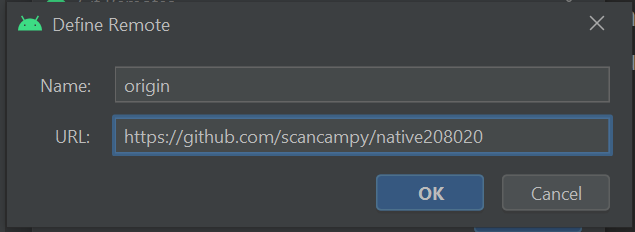 Define Remote
Name: origin
URL: https://github.com/scancampy/native208020
OK Cancel